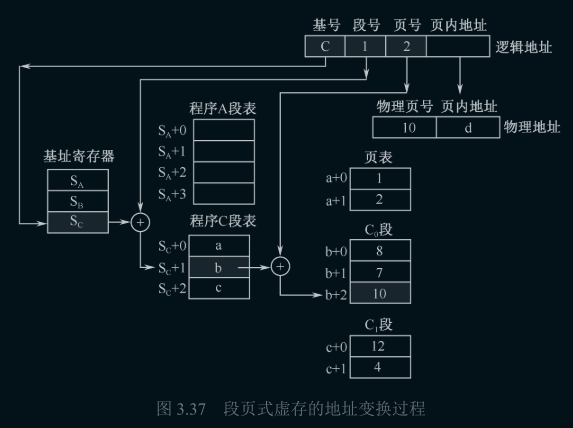 基号 段号 页号 页内地址
C 1 2 逻辑地址
物理页号 页内地址
10 d 物理地址
程序A段表
S_A+0
S_A+1
S_A+2
S_A+3
基址寄存器
S_A
S_B
S_C
+
程序C段表
S_C+0 a
S_C+1 b
S_C+2 c
+
页表
a+0 1
a+1 2
C₀段
b+0 8
b+1 7
b+2 10
C₁段
c+0 12
c+1 4
图 3.37 段页式虚存的地址变换过程